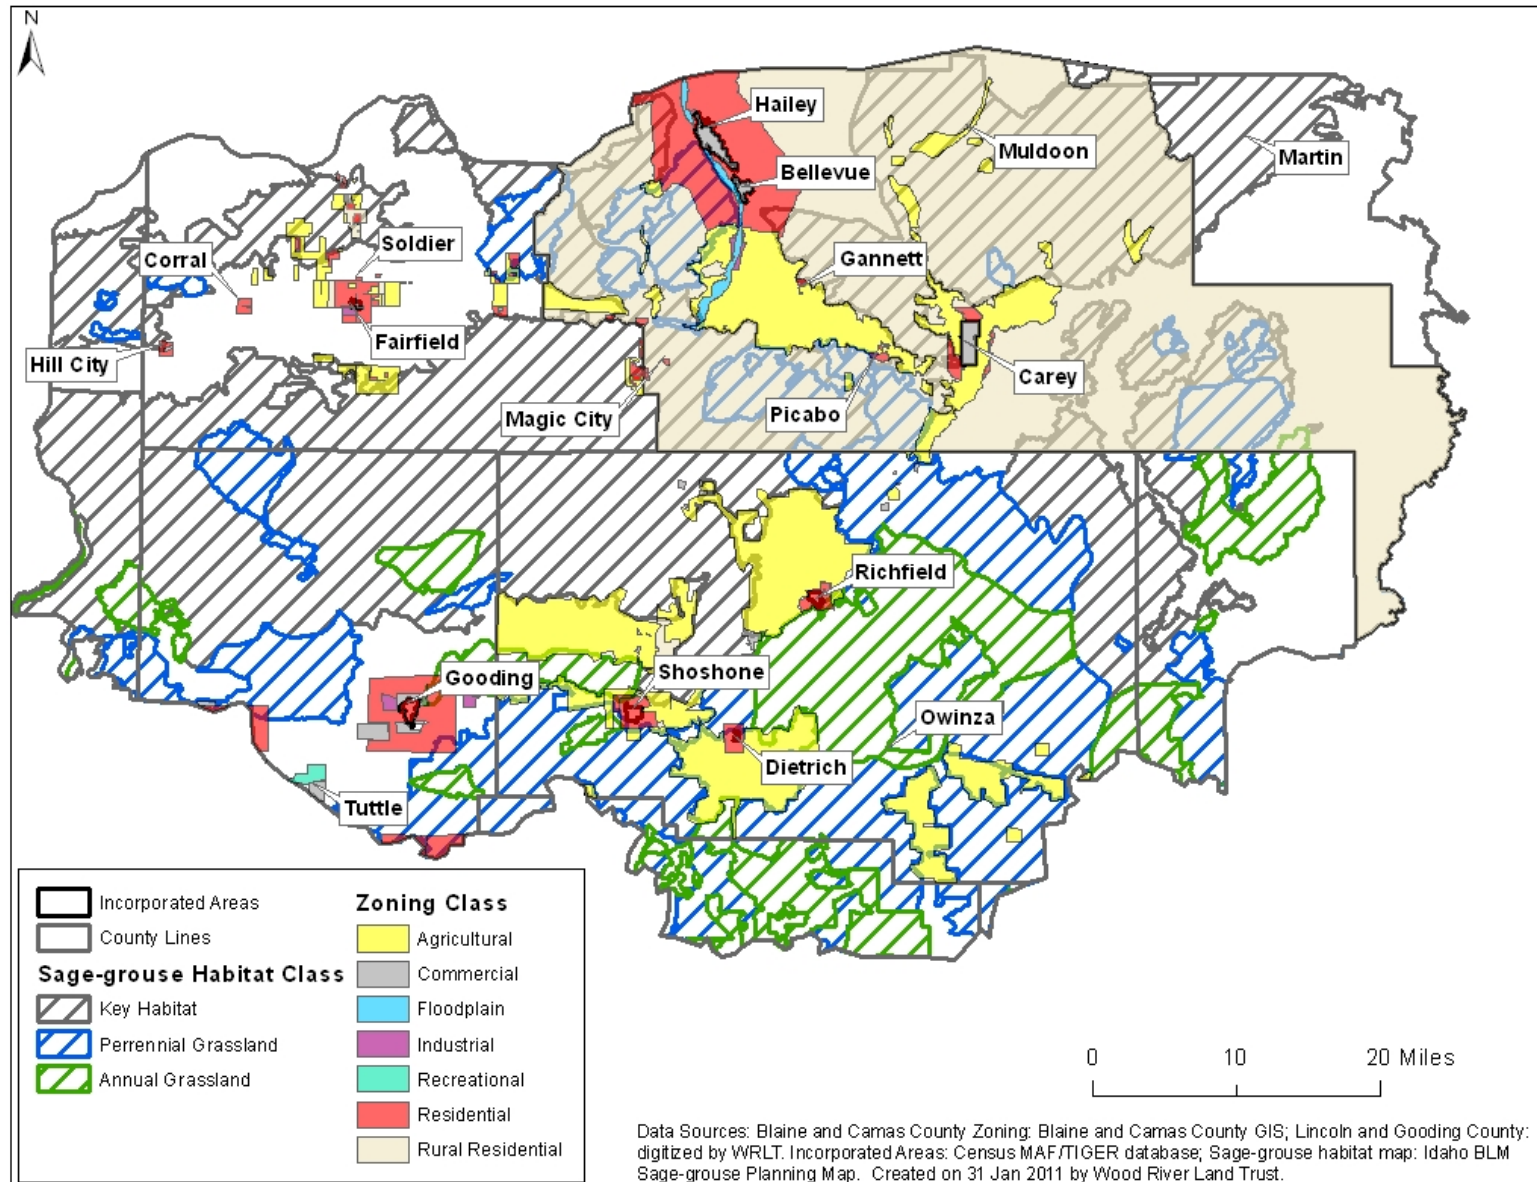 N
Hailey
Muldoon
Martin
Bellevue
Soldier
Corral
Gannett
Fairfield
Hill City
Carey
Magic City
Picabo
Richfield
Shoshone
Gooding
Owinza
Dietrich
Tuttle
Incorporated Areas
County Lines
Sage-grouse Habitat Class
Key Habitat
Perrennial Grassland
Annual Grassland
Zoning Class
Agricultural
Commercial
Floodplain
Industrial
Recreational
Residential
Rural Residential
0 10 20 Miles
Data Sources: Blaine and Camas County Zoning: Blaine and Camas County GIS; Lincoln and Gooding County:
digitized by WRLT. Incorporated Areas: Census MAF/TIGER database; Sage-grouse habitat map: Idaho BLM
Sage-grouse Planning Map. Created on 31 Jan 2011 by Wood River Land Trust.